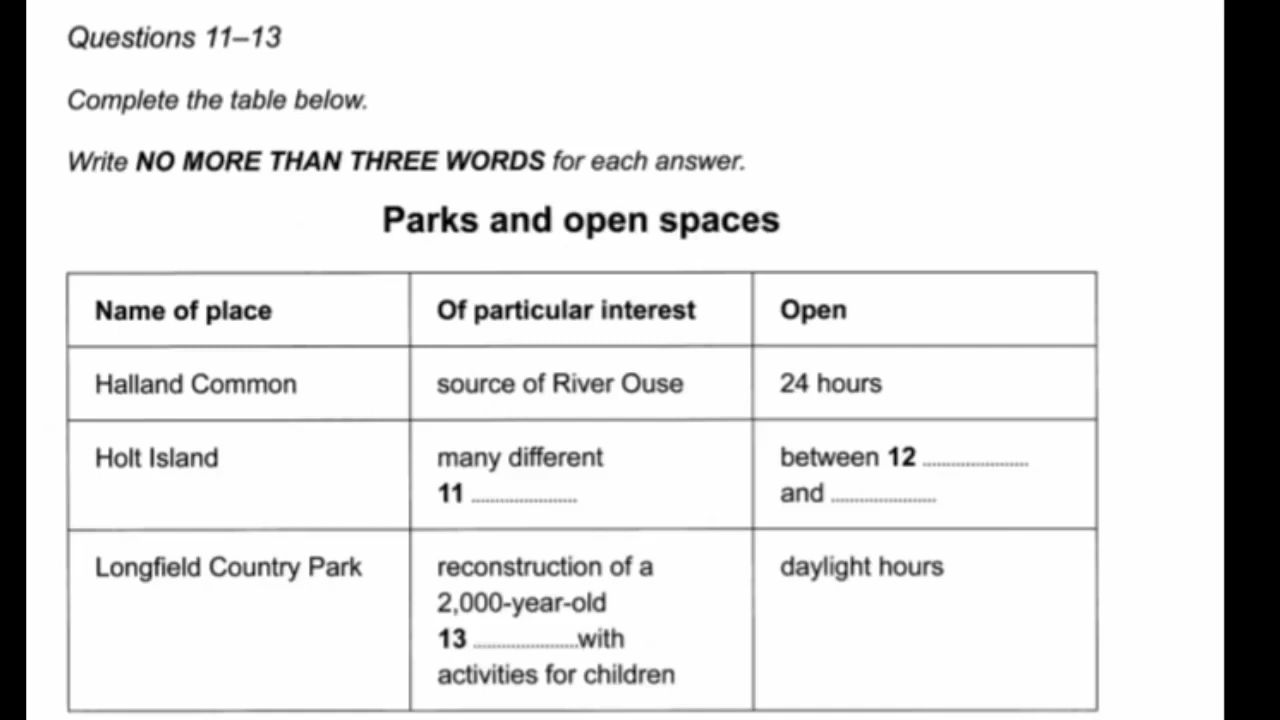 Questions 11–13
Complete the table below.
Write NO MORE THAN THREE WORDS for each answer.
Parks and open spaces
Name of place
Of particular interest
Open
Halland Common
source of River Ouse
24 hours
Holt Island
many different
11 ....................
between 12 ....................
and ....................
Longfield Country Park
reconstruction of a
2,000-year-old
13 ....................with
activities for children
daylight hours